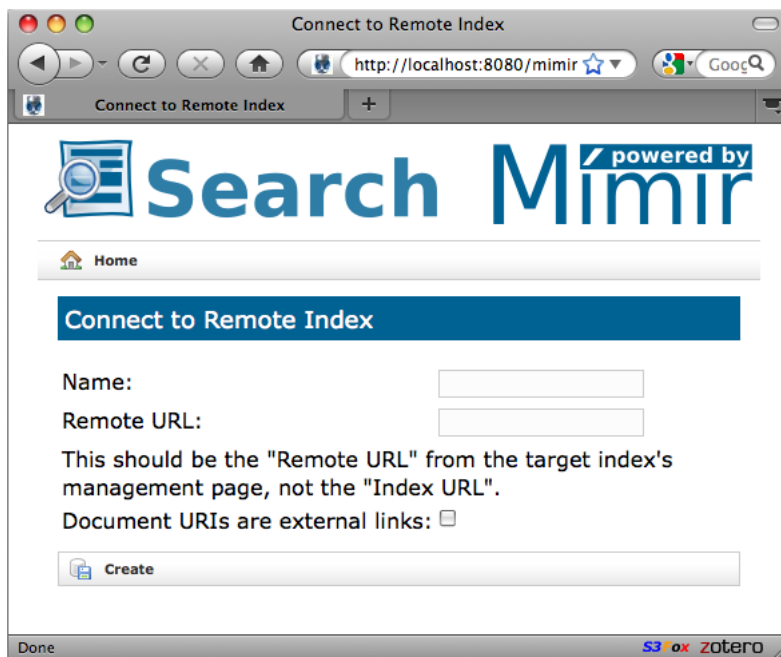 Connect to Remote Index
http://localhost:8080/mimir
Goog
Connect to Remote Index
+
Search
powered by
Mímir
Home
Connect to Remote Index
Name:
Remote URL:
This should be the "Remote URL" from the target index's
management page, not the "Index URL".
Document URIs are external links:
Create
Done
S3Fox zotero